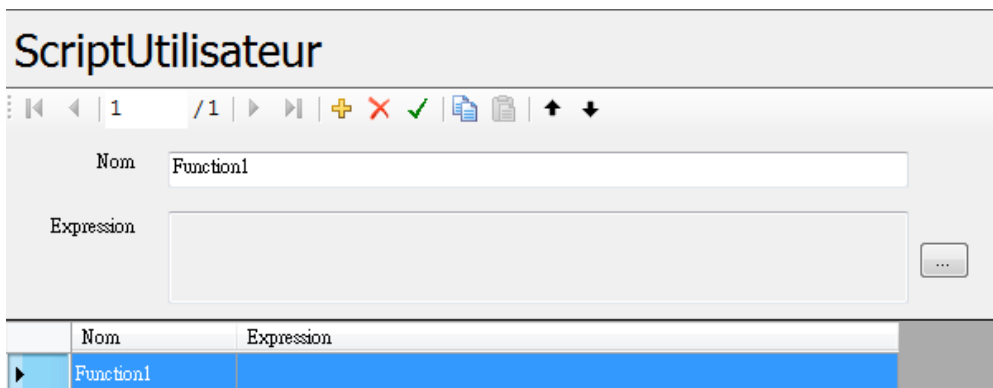 ScriptUtilisateur
1 /1
Nom Function1
Expression
...
Nom Expression
Function1